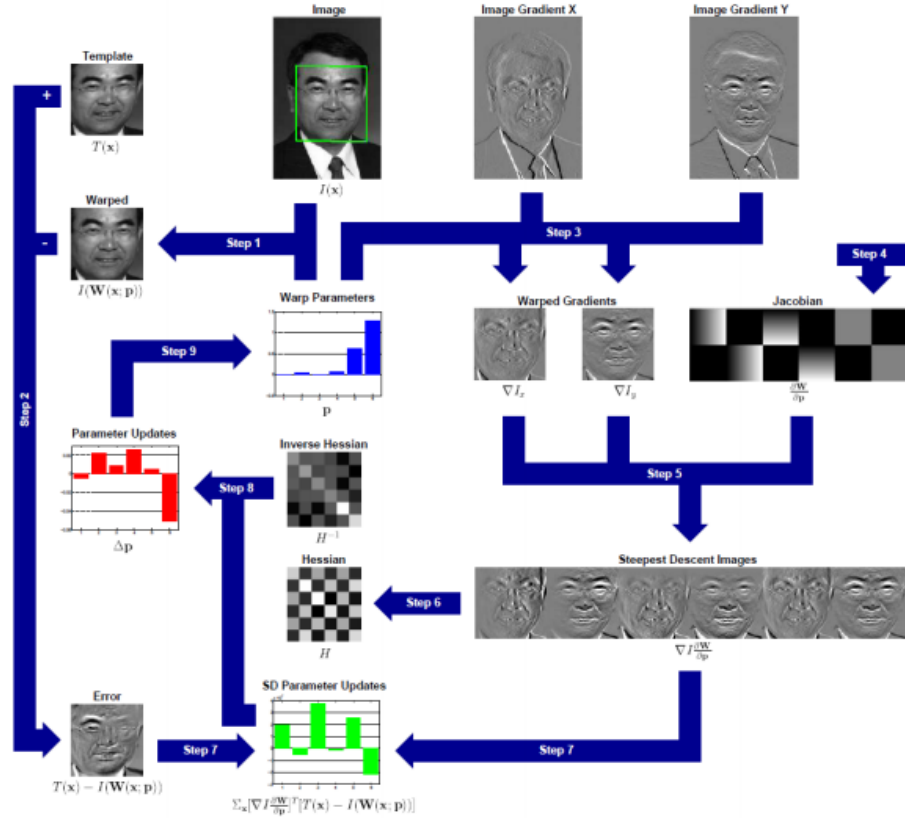 Image
Image Gradient X
Image Gradient Y
Template
+
T(x)
I(x)
Warped
-
Step 1
Step 3
Step 4
I(W(x; p))
Warp Parameters
Warped Gradients
Jacobian
Step 9
Step 2
p
∇I_x
∇I_y
∂W/∂p
Parameter Updates
Inverse Hessian
Step 5
Step 8
Δp
H⁻¹
Hessian
Steepest Descent Images
Step 6
H
∇I ∂W/∂p
Error
SD Parameter Updates
Step 7
Step 7
T(x) − I(W(x; p))
Σ_x[∇I ∂W/∂p]^T[T(x) − I(W(x; p))]